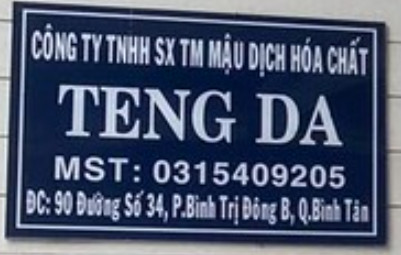 CÔNG TY TNHH SX TM MẬU DỊCH HÓA CHẤT
TENG DA
MST: 0315409205
ĐC: 90 Đường Số 34, P.Bình Trị Đông B, Q.Bình Tân